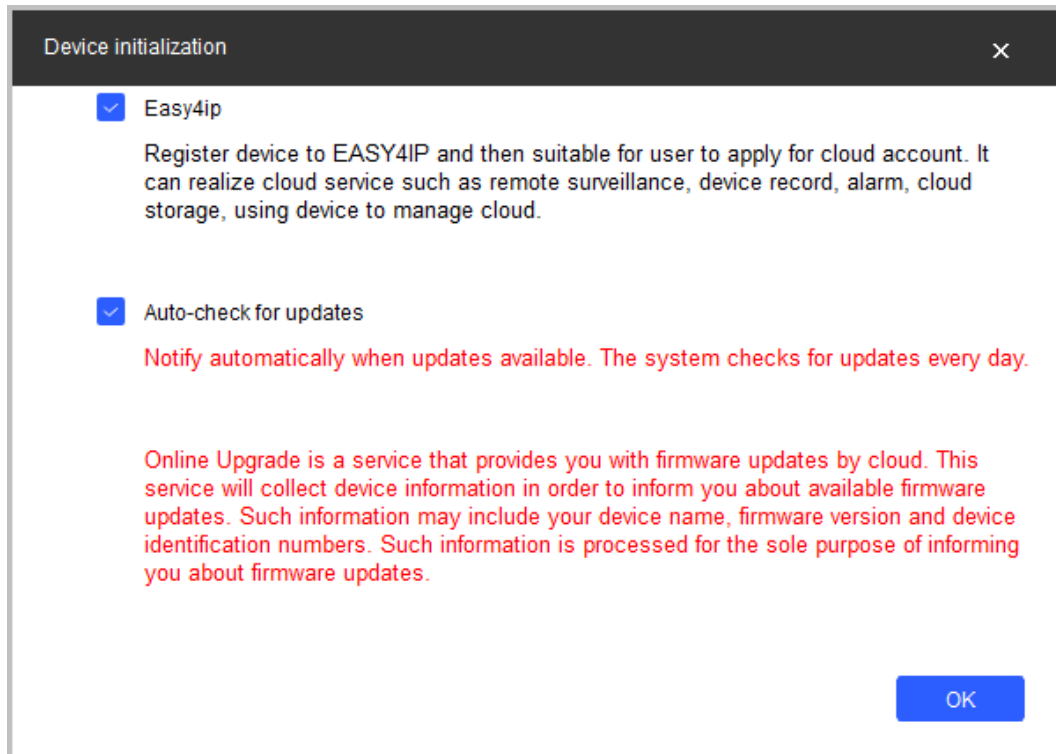 Device initialization
Easy4ip
Register device to EASY4IP and then suitable for user to apply for cloud account. It
can realize cloud service such as remote surveillance, device record, alarm, cloud
storage, using device to manage cloud.
Auto-check for updates
Notify automatically when updates available. The system checks for updates every day.
Online Upgrade is a service that provides you with firmware updates by cloud. This
service will collect device information in order to inform you about available firmware
updates. Such information may include your device name, firmware version and device
identification numbers. Such information is processed for the sole purpose of informing
you about firmware updates.
OK